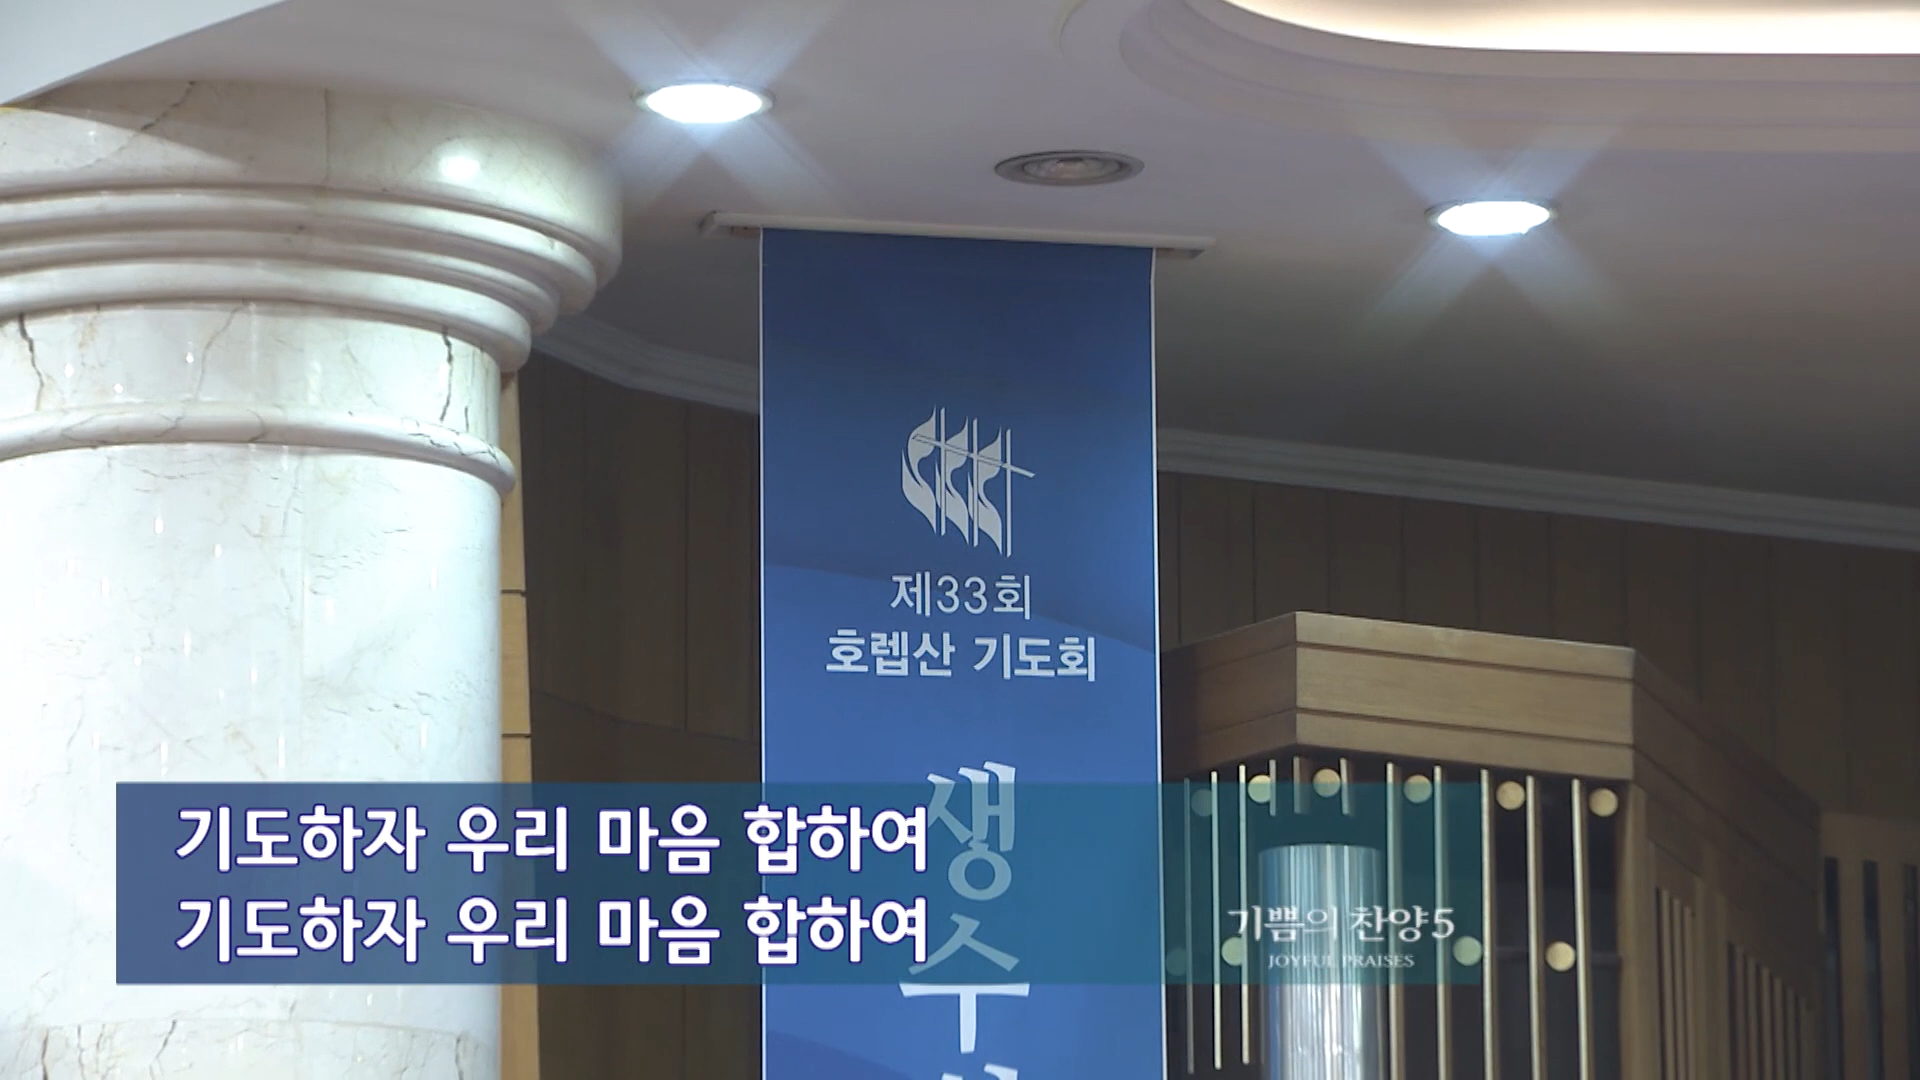 제33회
호렙산 기도회
생수
기도하자 우리 마음 합하여
기도하자 우리 마음 합하여
기쁨의 찬양5
JOYFUL PRAISES